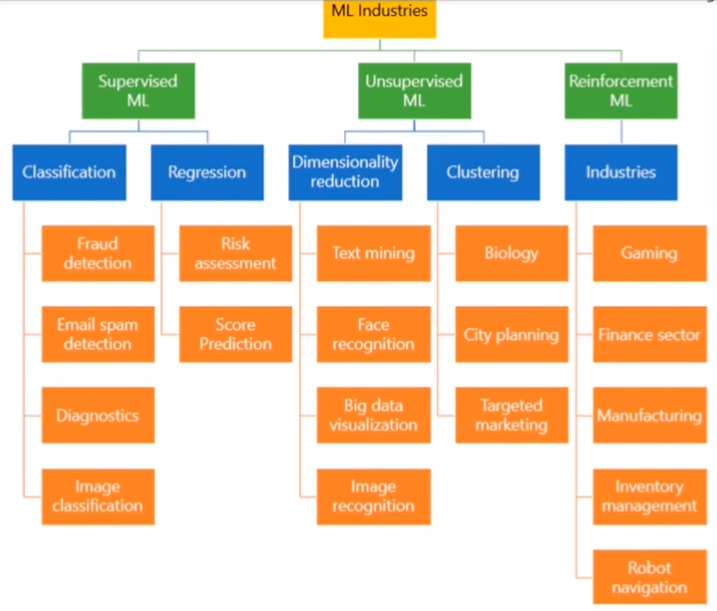 ML Industries
Supervised
ML
Unsupervised
ML
Reinforcement
ML
Classification
Regression
Dimensionality
reduction
Clustering
Industries
Fraud
detection
Risk
assessment
Text mining
Biology
Gaming
Email spam
detection
Score
Prediction
Face
recognition
City planning
Finance sector
Diagnostics
Big data
visualization
Targeted
marketing
Manufacturing
Image
classification
Image
recognition
Inventory
management
Robot
navigation